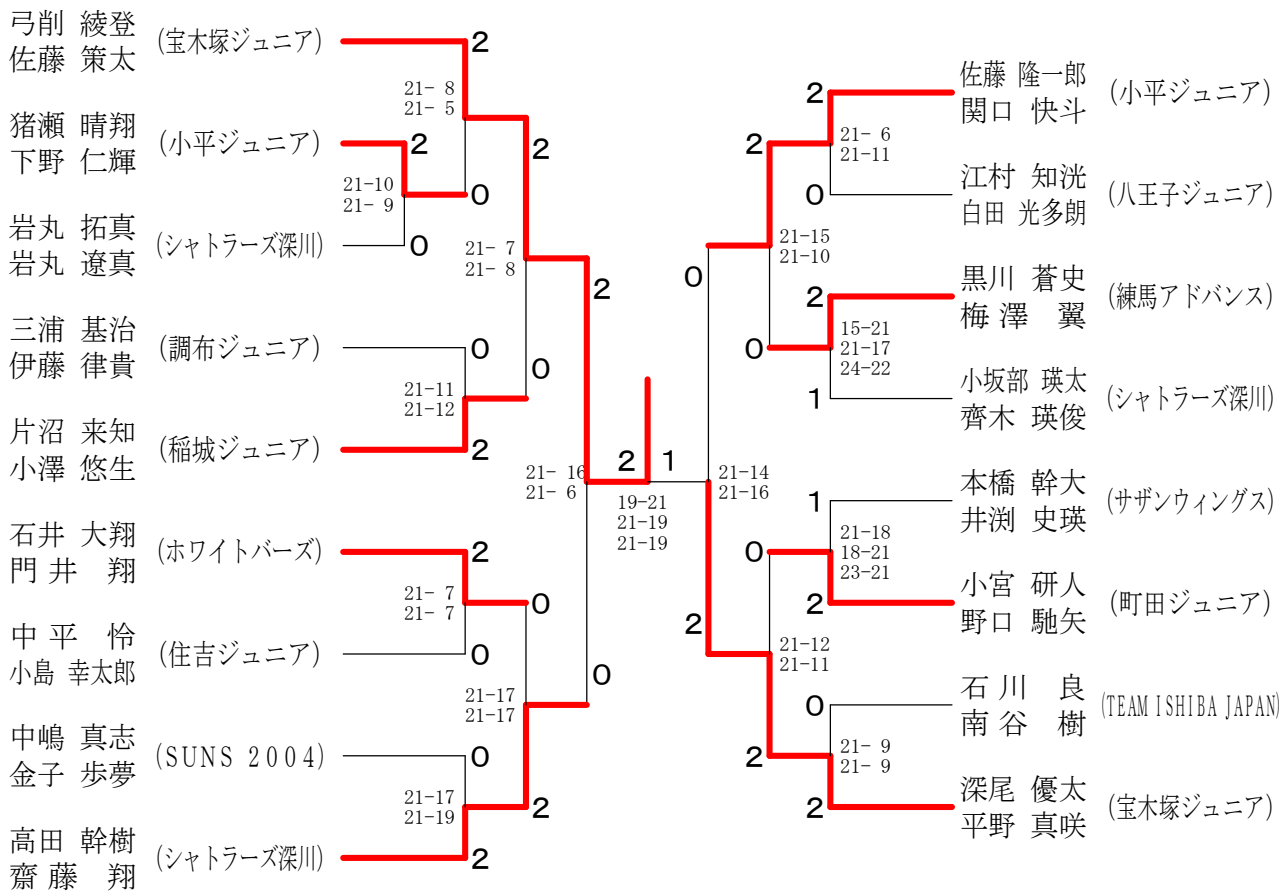 弓削 綾登
佐藤 策太
(宝木塚ジュニア)
2
21- 8
21- 5
猪瀬 晴翔
下野 仁輝
(小平ジュニア)
2
2
21-10
21- 9
0
岩丸 拓真
岩丸 遼真
(シャトラーズ深川)
0
21- 7
21- 8
2
三浦 基治
伊藤 律貴
(調布ジュニア)
0
0
21-11
21-12
片沼 来知
小澤 悠生
(稲城ジュニア)
2
21- 16
21- 6
石井 大翔
門井 翔
(ホワイトバーズ)
2
0
21- 7
21- 7
中平 怜
小島 幸太郎
(住吉ジュニア)
0
0
21-17
21-17
中嶋 真志
金子 歩夢
(SUNS 2004)
0
2
21-17
21-19
高田 幹樹
齋藤 翔
(シャトラーズ深川)
2
2
1
19-21
21-19
21-19
2
佐藤 隆一郎
関口 快斗
(小平ジュニア)
2
21- 6
21-11
0
江村 知洸
白田 光多朗
(八王子ジュニア)
21-15
21-10
0
2
黒川 蒼史
梅澤 翼
(練馬アドバンス)
0
15-21
21-17
24-22
1
小坂部 瑛太
齊木 瑛俊
(シャトラーズ深川)
21-14
21-16
1
本橋 幹大
井渕 史瑛
(サザンウィングス)
0
21-18
18-21
23-21
2
小宮 研人
野口 馳矢
(町田ジュニア)
2
21-12
21-11
0
石川 良
南谷 樹
(TEAM ISHIBA JAPAN)
2
21- 9
21- 9
2
深尾 優太
平野 真咲
(宝木塚ジュニア)